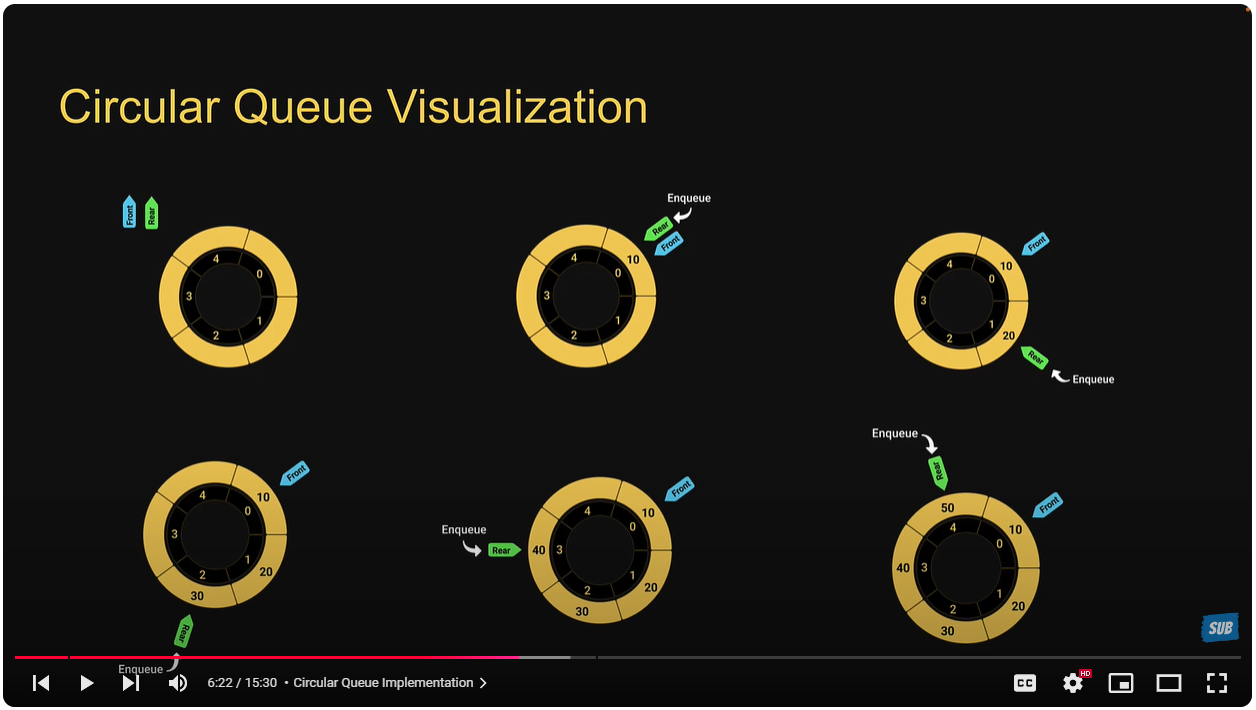 Circular Queue Visualization
Front
Rear
4
0
3
1
2
Enqueue
Rear
Front
10
4
0
3
1
2
Front
10
4
0
3
1
2
20
Rear
Enqueue
Front
10
4
0
3
1
2
20
30
Rear
Enqueue
Front
10
4
0
Enqueue
Rear
40
3
1
2
20
30
Enqueue
Rear
Front
50
10
4
0
40
3
1
2
20
30
SUB
6:22 / 15:30 • Circular Queue Implementation
CC
HD